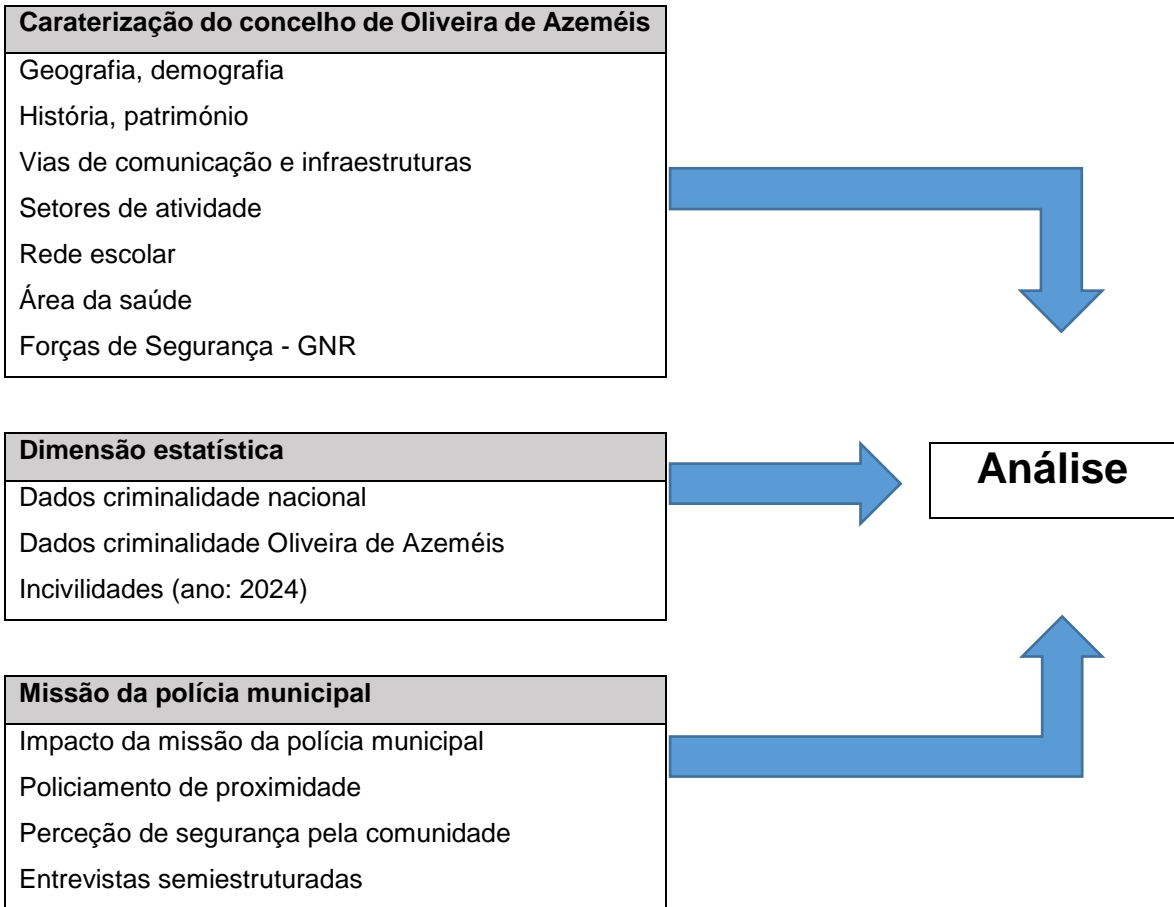 Caraterização do concelho de Oliveira de Azeméis
Geografia, demografia
História, património
Vias de comunicação e infraestruturas
Setores de atividade
Rede escolar
Área da saúde
Forças de Segurança - GNR
Dimensão estatística
Dados criminalidade nacional
Dados criminalidade Oliveira de Azeméis
Incivilidades (ano: 2024)
Análise
Missão da polícia municipal
Impacto da missão da polícia municipal
Policiamento de proximidade
Perceção de segurança pela comunidade
Entrevistas semiestruturadas